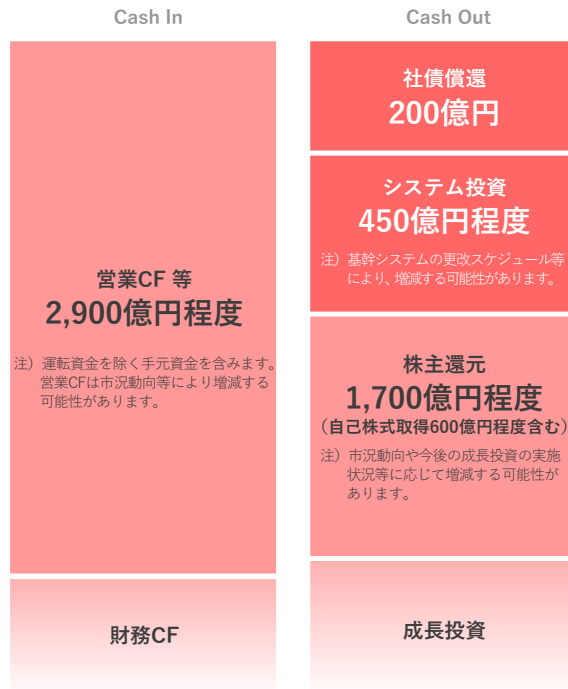 Cash In
営業CF 等
2,900億円程度
注）運転資金を除く手元資金を含みます。
営業CFは市況動向等により増減する
可能性があります。
財務CF
Cash Out
社債償還
200億円
システム投資
450億円程度
注）基幹システムの更改スケジュール等
により、増減する可能性があります。
株主還元
1,700億円程度
（自己株式取得600億円程度含む）
注）市況動向や今後の成長投資の実施
状況等に応じて増減する可能性が
あります。
成長投資